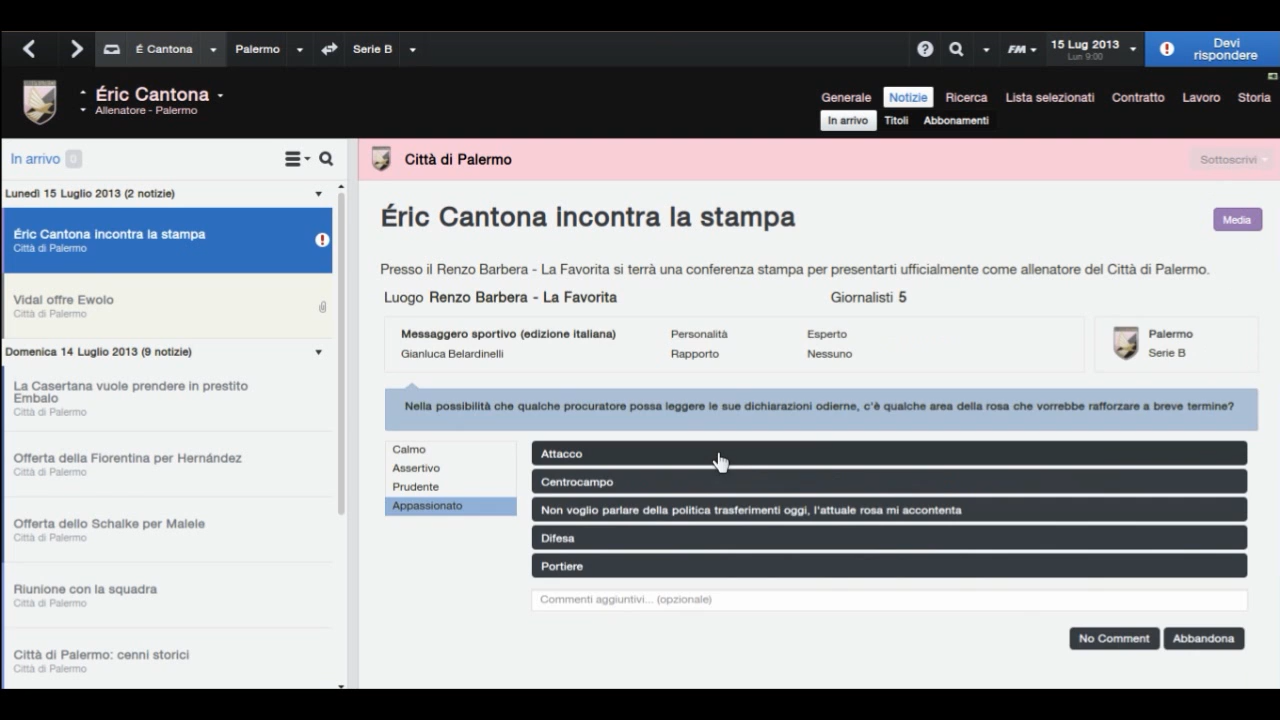 É Cantona
Palermo
Serie B
FM
15 Lug 2013
Lun 9:00
Devi
rispondere
Éric Cantona
Allenatore - Palermo
Generale
Notizie
Ricerca
Lista selezionati
Contratto
Lavoro
Storia
In arrivo
Titoli
Abbonamenti
In arrivo 0
Lunedì 15 Luglio 2013 (2 notizie)
Éric Cantona incontra la stampa
Città di Palermo
Vidal offre Ewolo
Città di Palermo
Domenica 14 Luglio 2013 (9 notizie)
La Casertana vuole prendere in prestito
Embalo
Città di Palermo
Offerta della Fiorentina per Hernández
Città di Palermo
Offerta dello Schalke per Malele
Città di Palermo
Riunione con la squadra
Città di Palermo
Città di Palermo: cenni storici
Città di Palermo
Città di Palermo
Sottoscrivi
Éric Cantona incontra la stampa
Media
Presso il Renzo Barbera - La Favorita si terrà una conferenza stampa per presentarti ufficialmente come allenatore del Città di Palermo.
Luogo Renzo Barbera - La Favorita
Giornalisti 5
Messaggero sportivo (edizione italiana)
Personalità
Esperto
Gianluca Belardinelli
Rapporto
Nessuno
Palermo
Serie B
Nella possibilità che qualche procuratore possa leggere le sue dichiarazioni odierne, c'è qualche area della rosa che vorrebbe rafforzare a breve termine?
Calmo
Assertivo
Prudente
Appassionato
Attacco
Centrocampo
Non voglio parlare della politica trasferimenti oggi, l'attuale rosa mi accontenta
Difesa
Portiere
Commenti aggiuntivi... (opzionale)
No Comment
Abbandona